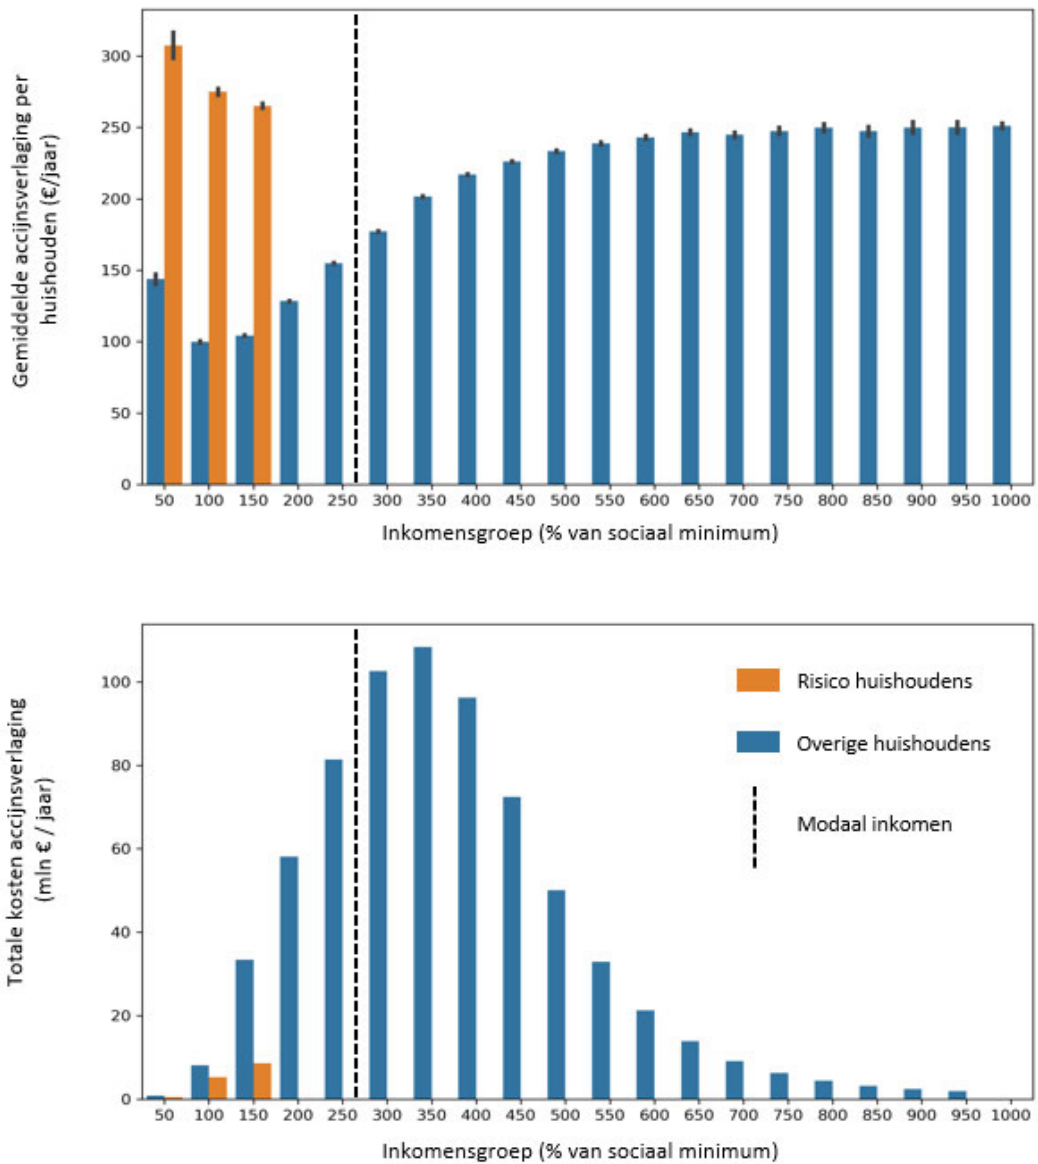 Gemiddelde accijnsverlaging per
huishouden (€/jaar)
300
250
200
150
100
50
0
50 100 150 200 250 300 350 400 450 500 550 600 650 700 750 800 850 900 950 1000
Inkomensgroep (% van sociaal minimum)
Totale kosten accijnsverlaging
(mln € / jaar)
100
80
60
40
20
0
Risico huishoudens
Overige huishoudens
Modaal inkomen
50 100 150 200 250 300 350 400 450 500 550 600 650 700 750 800 850 900 950 1000
Inkomensgroep (% van sociaal minimum)